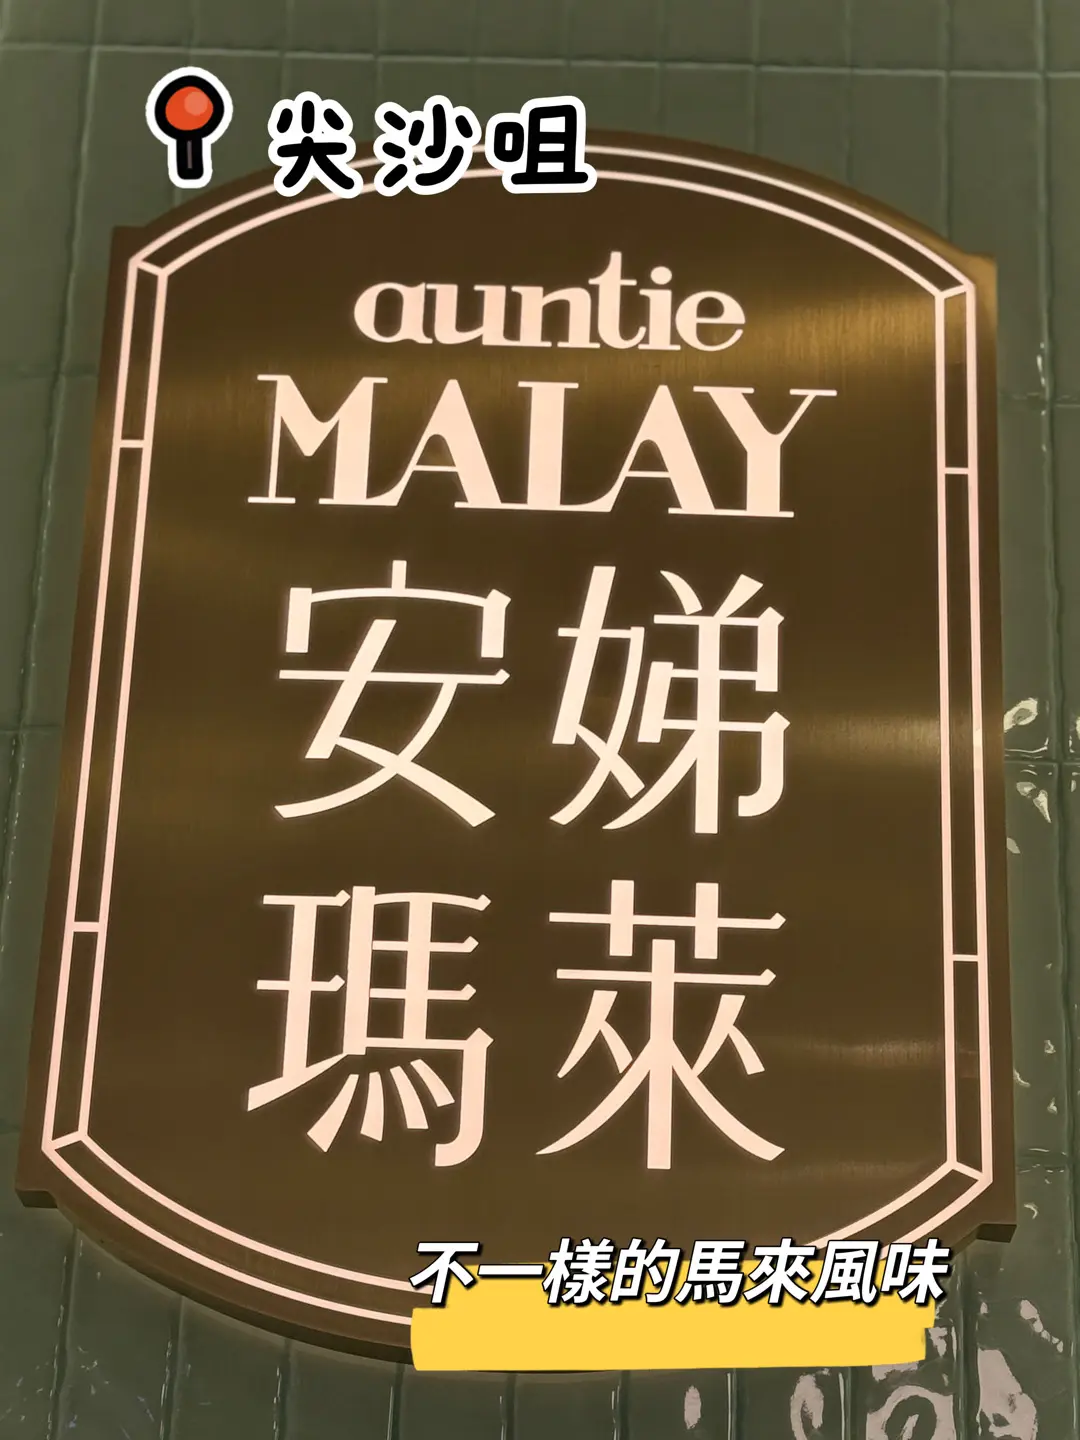 尖沙咀
auntie
MALAY
安娣
瑪萊
不一樣的馬來風味